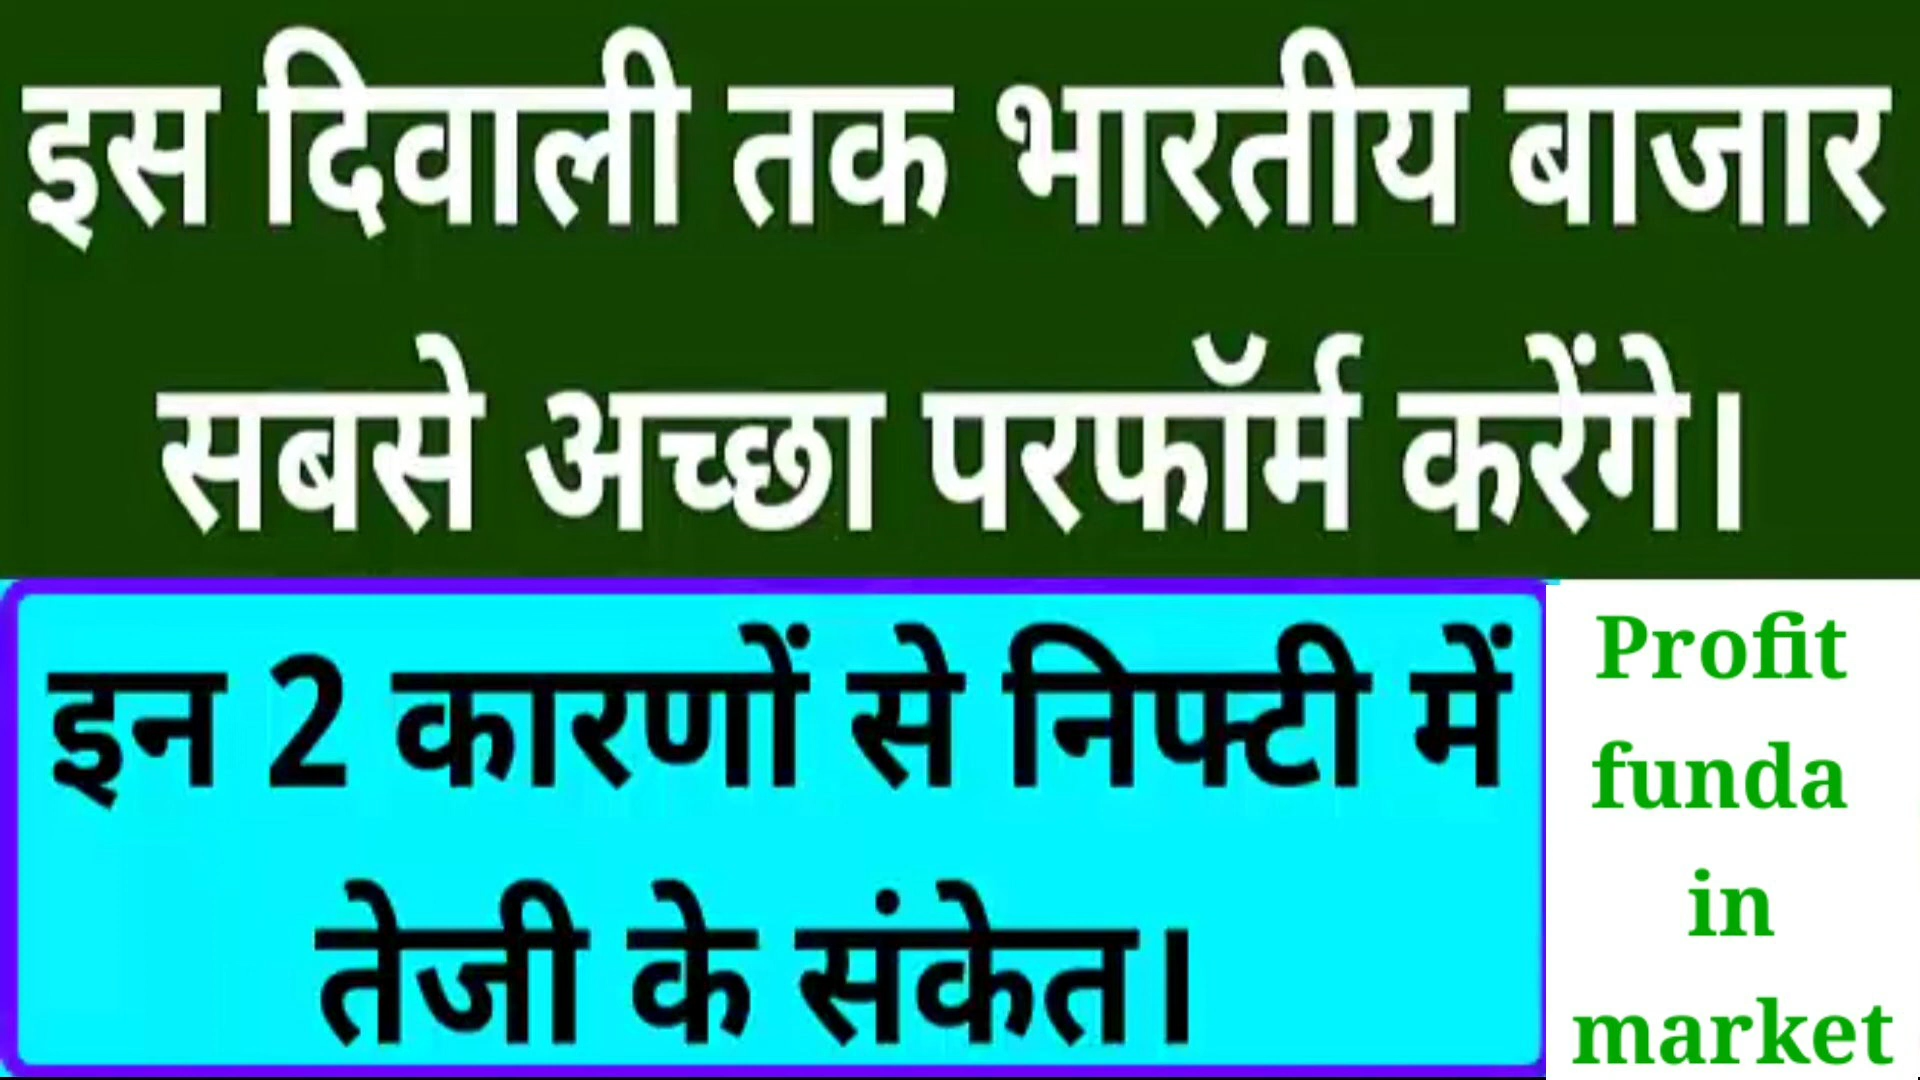 इस दिवाली तक भारतीय बाजार
सबसे अच्छा परफॉर्म करेंगे।
इन 2 कारणों से निफ्टी में
तेजी के संकेत।
Profit
funda
in
market